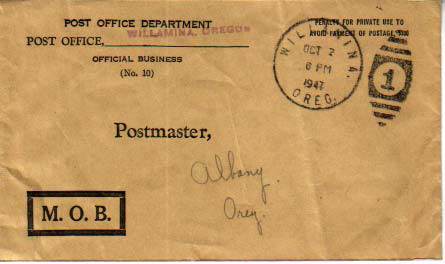 POST OFFICE DEPARTMENT
POST OFFICE, WILLAMINA, OREGON
OFFICIAL BUSINESS
(No. 10)
PENALTY FOR PRIVATE USE TO
AVOID PAYMENT OF POSTAGE, $300
WILLAMINA,
OCT 2
6 PM
1947
OREG.
1
Postmaster,
Albany
Oreg.
M. O. B.